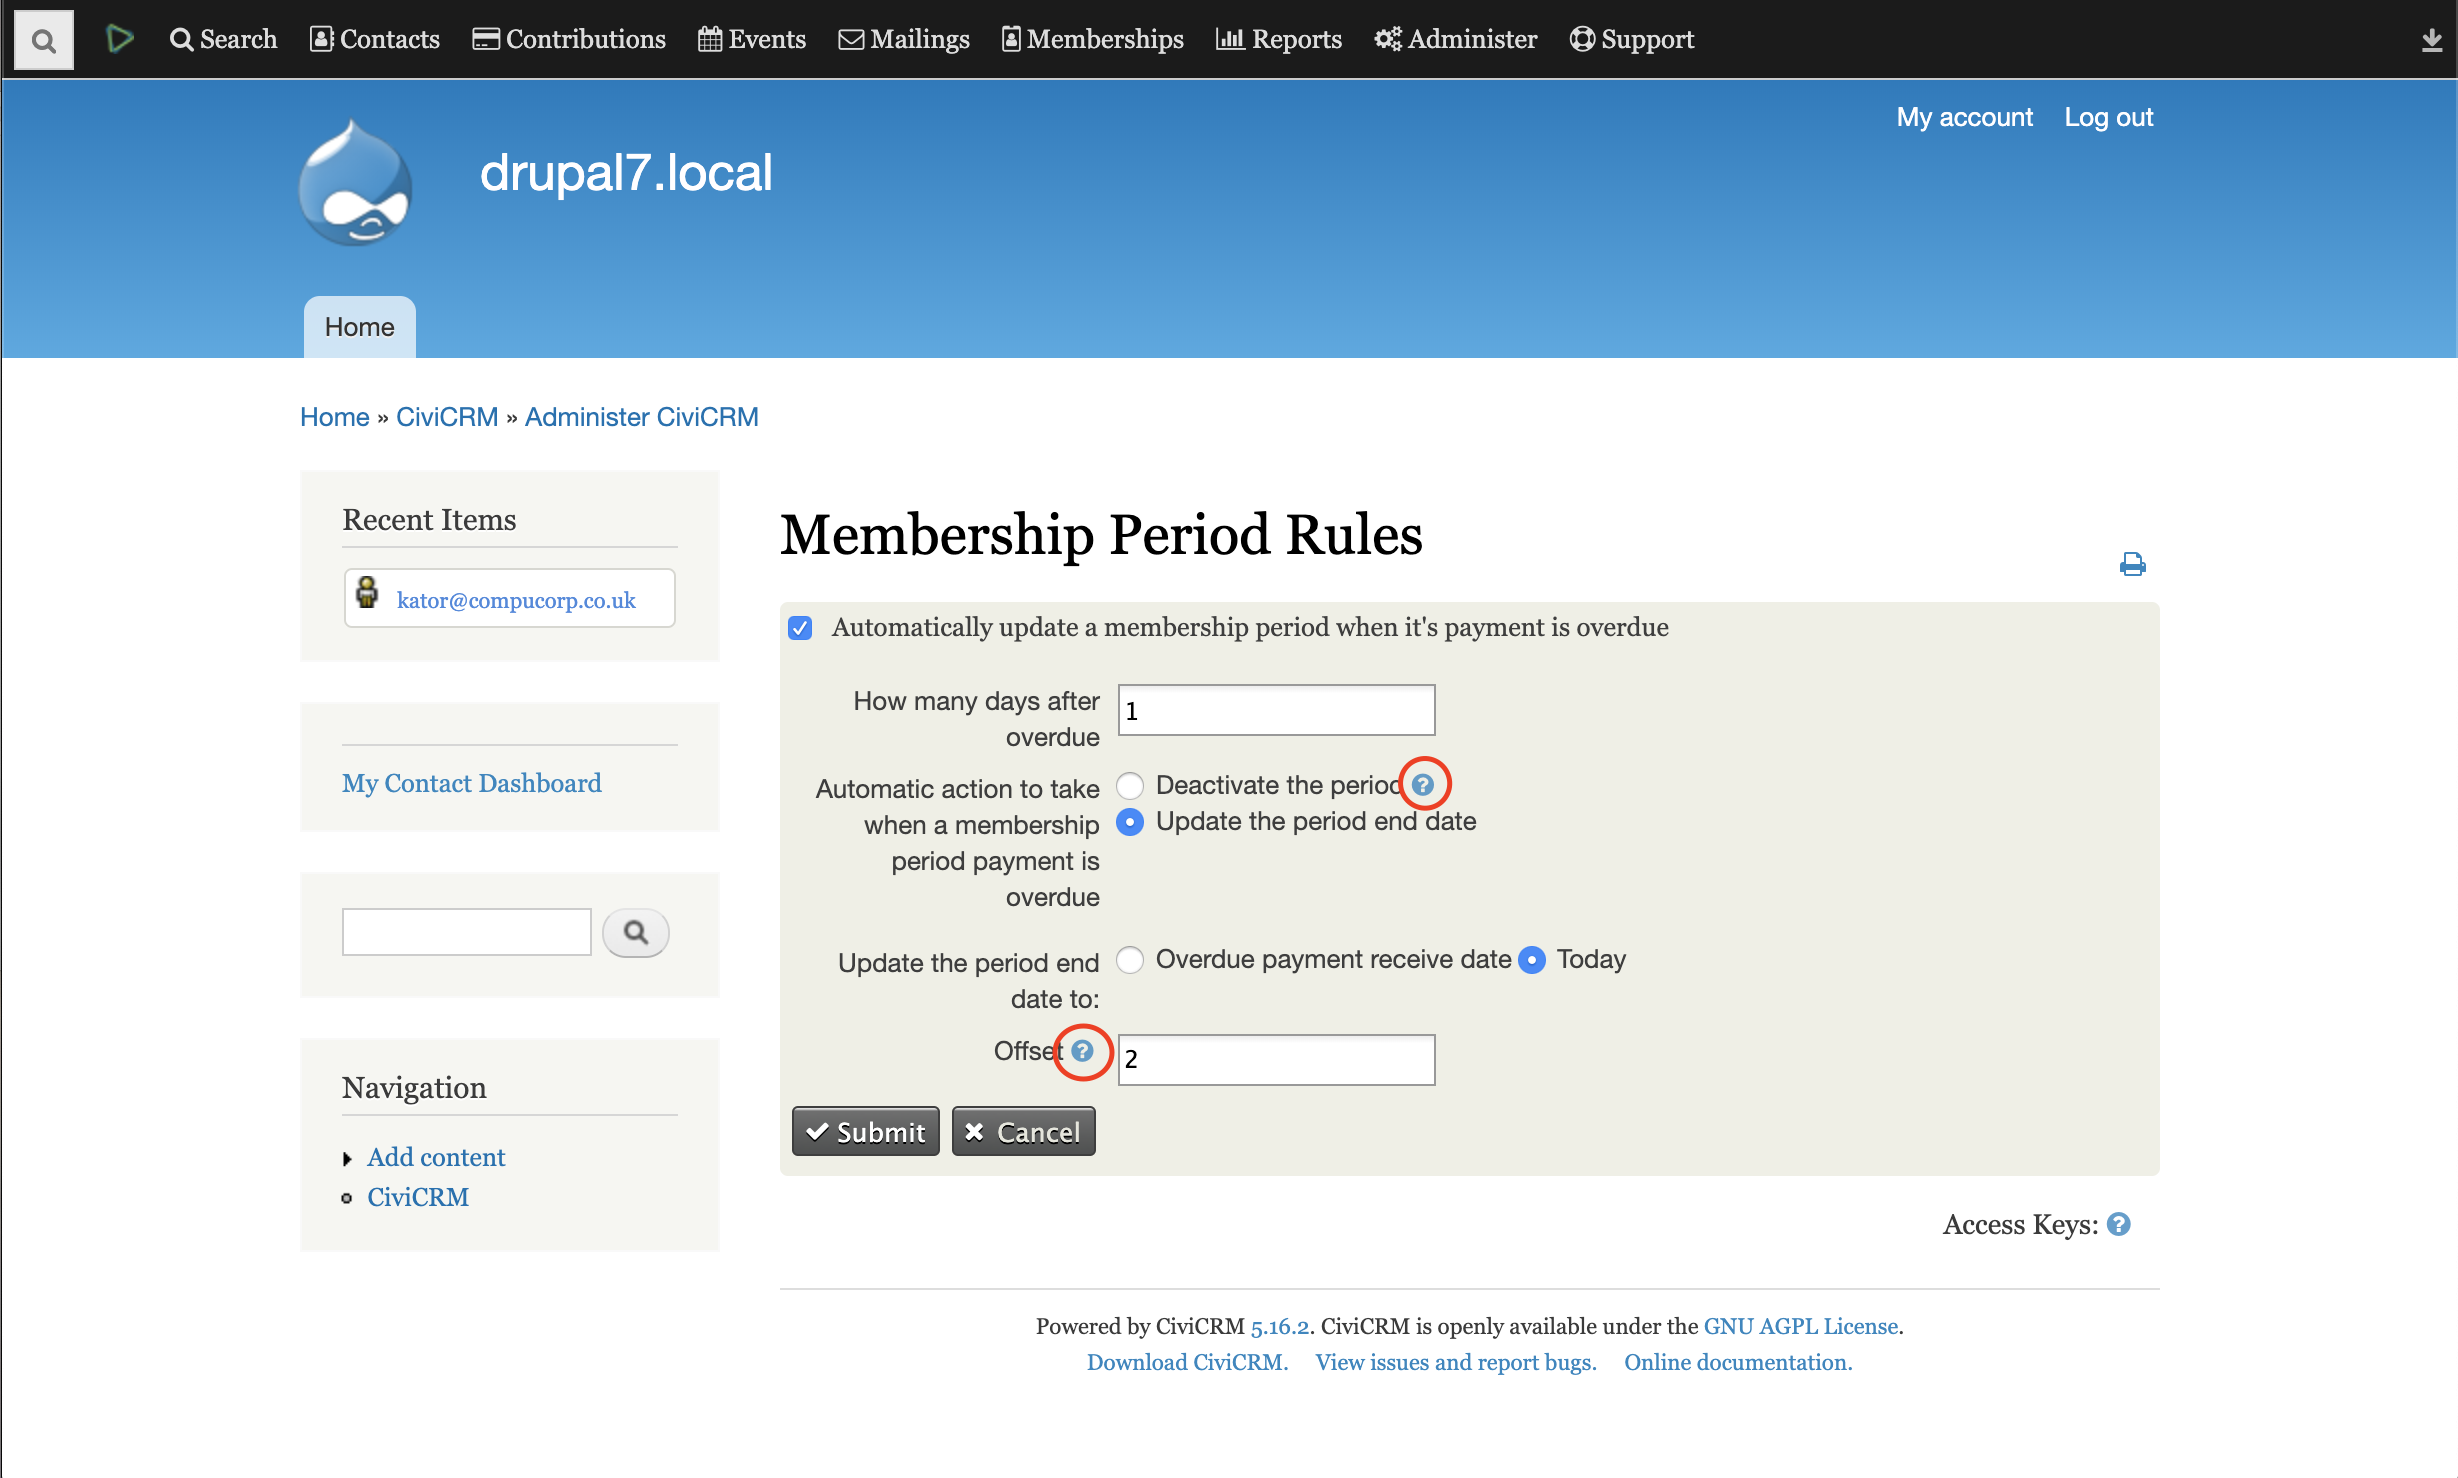 Search Contacts Contributions Events Mailings Memberships Reports Administer Support
My account Log out
drupal7.local
Home
Home » CiviCRM » Administer CiviCRM
Recent Items
kator@compucorp.co.uk
My Contact Dashboard
Navigation
Add content
CiviCRM
Membership Period Rules
Automatically update a membership period when it's payment is overdue
How many days after
overdue
1
Automatic action to take
when a membership
period payment is
overdue
Deactivate the period ?
Update the period end date
Update the period end
date to:
Overdue payment receive date Today
Offset ? 2
Submit Cancel
Access Keys: ?
Powered by CiviCRM 5.16.2. CiviCRM is openly available under the GNU AGPL License.
Download CiviCRM. View issues and report bugs. Online documentation.